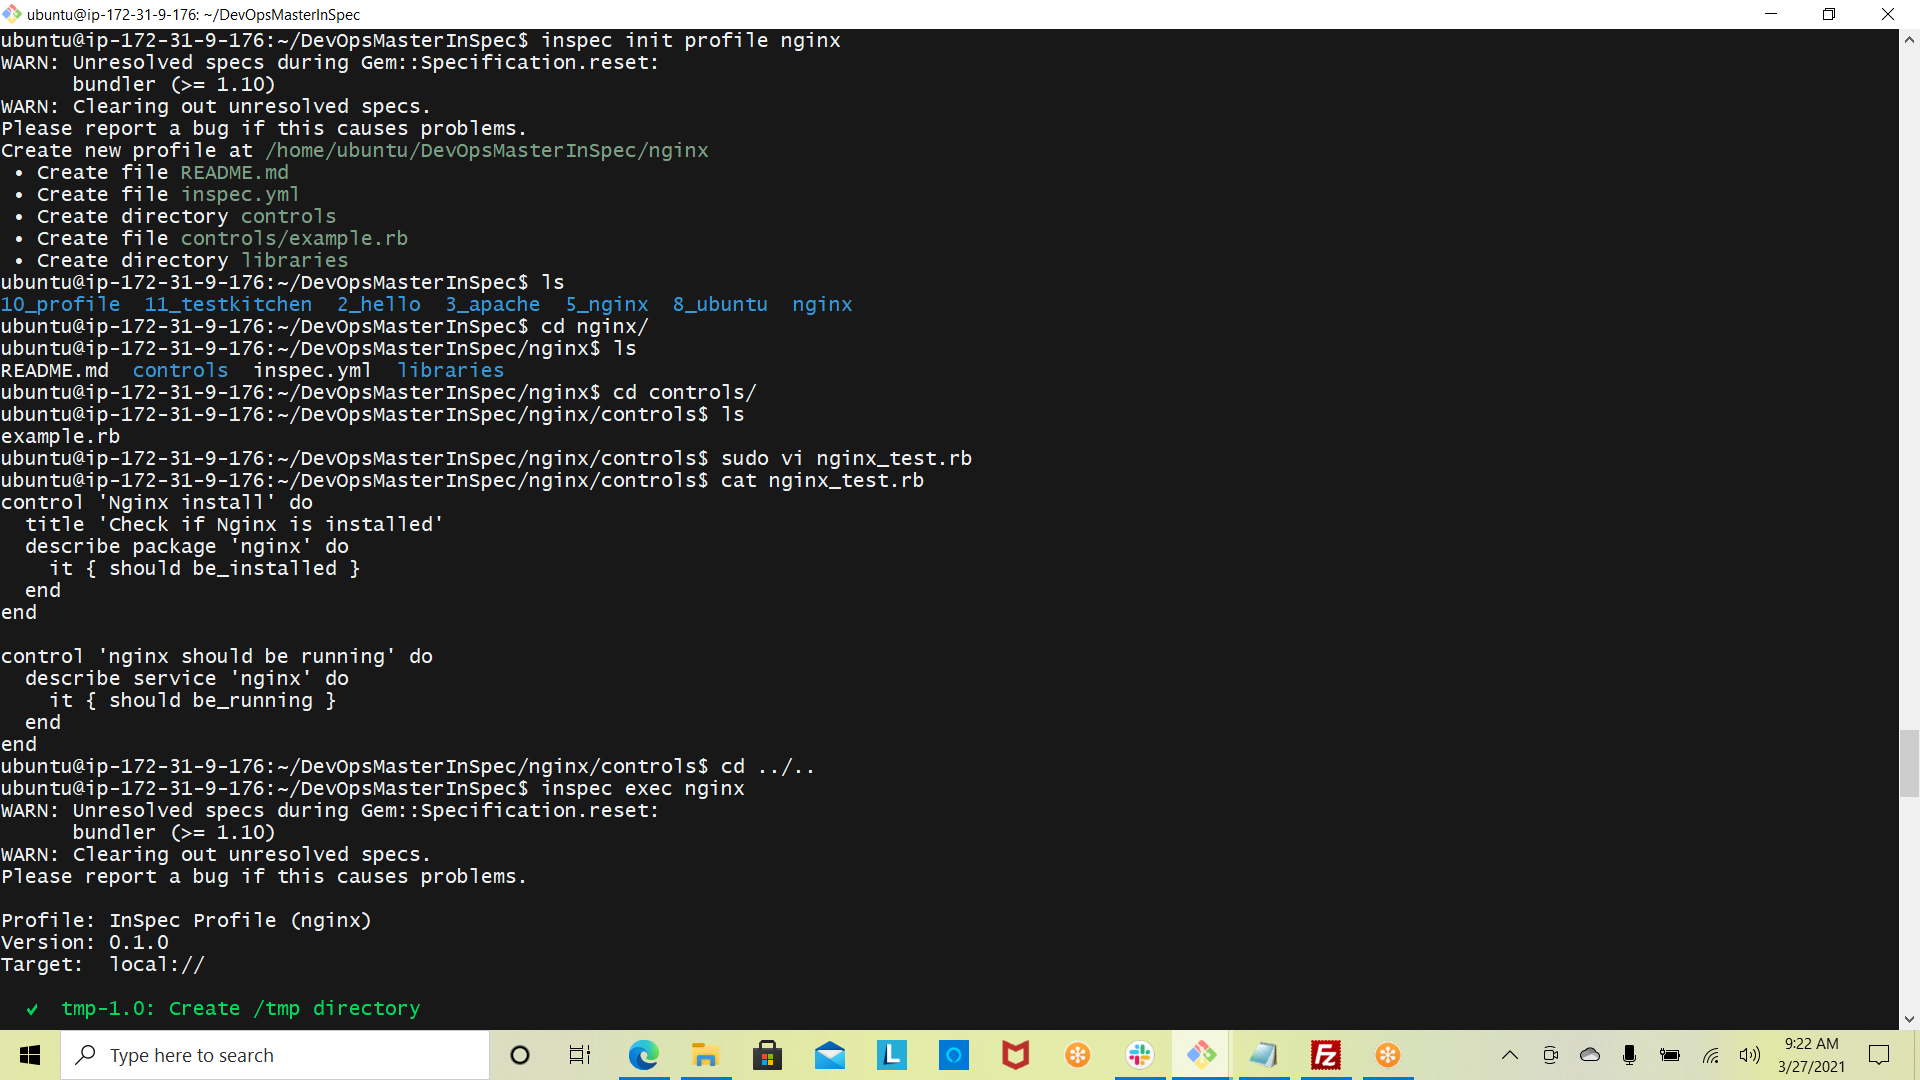 ubuntu@ip-172-31-9-176: ~/DevOpsMasterInSpec
ubuntu@ip-172-31-9-176:~/DevOpsMasterInSpec$ inspec init profile nginx
WARN: Unresolved specs during Gem::Specification.reset:
      bundler (>= 1.10)
WARN: Clearing out unresolved specs.
Please report a bug if this causes problems.
Create new profile at /home/ubuntu/DevOpsMasterInSpec/nginx
 • Create file README.md
 • Create file inspec.yml
 • Create directory controls
 • Create file controls/example.rb
 • Create directory libraries
ubuntu@ip-172-31-9-176:~/DevOpsMasterInSpec$ ls
10_profile  11_testkitchen  2_hello  3_apache  5_nginx  8_ubuntu  nginx
ubuntu@ip-172-31-9-176:~/DevOpsMasterInSpec$ cd nginx/
ubuntu@ip-172-31-9-176:~/DevOpsMasterInSpec/nginx$ ls
README.md  controls  inspec.yml  libraries
ubuntu@ip-172-31-9-176:~/DevOpsMasterInSpec/nginx$ cd controls/
ubuntu@ip-172-31-9-176:~/DevOpsMasterInSpec/nginx/controls$ ls
example.rb
ubuntu@ip-172-31-9-176:~/DevOpsMasterInSpec/nginx/controls$ sudo vi nginx_test.rb
ubuntu@ip-172-31-9-176:~/DevOpsMasterInSpec/nginx/controls$ cat nginx_test.rb
control 'Nginx install' do
  title 'Check if Nginx is installed'
  describe package 'nginx' do
    it { should be_installed }
  end
end

control 'nginx should be running' do
  describe service 'nginx' do
    it { should be_running }
  end
end
ubuntu@ip-172-31-9-176:~/DevOpsMasterInSpec/nginx/controls$ cd ../..
ubuntu@ip-172-31-9-176:~/DevOpsMasterInSpec$ inspec exec nginx
WARN: Unresolved specs during Gem::Specification.reset:
      bundler (>= 1.10)
WARN: Clearing out unresolved specs.
Please report a bug if this causes problems.

Profile: InSpec Profile (nginx)
Version: 0.1.0
Target:  local://

  ✔  tmp-1.0: Create /tmp directory
Type here to search
9:22 AM
3/27/2021